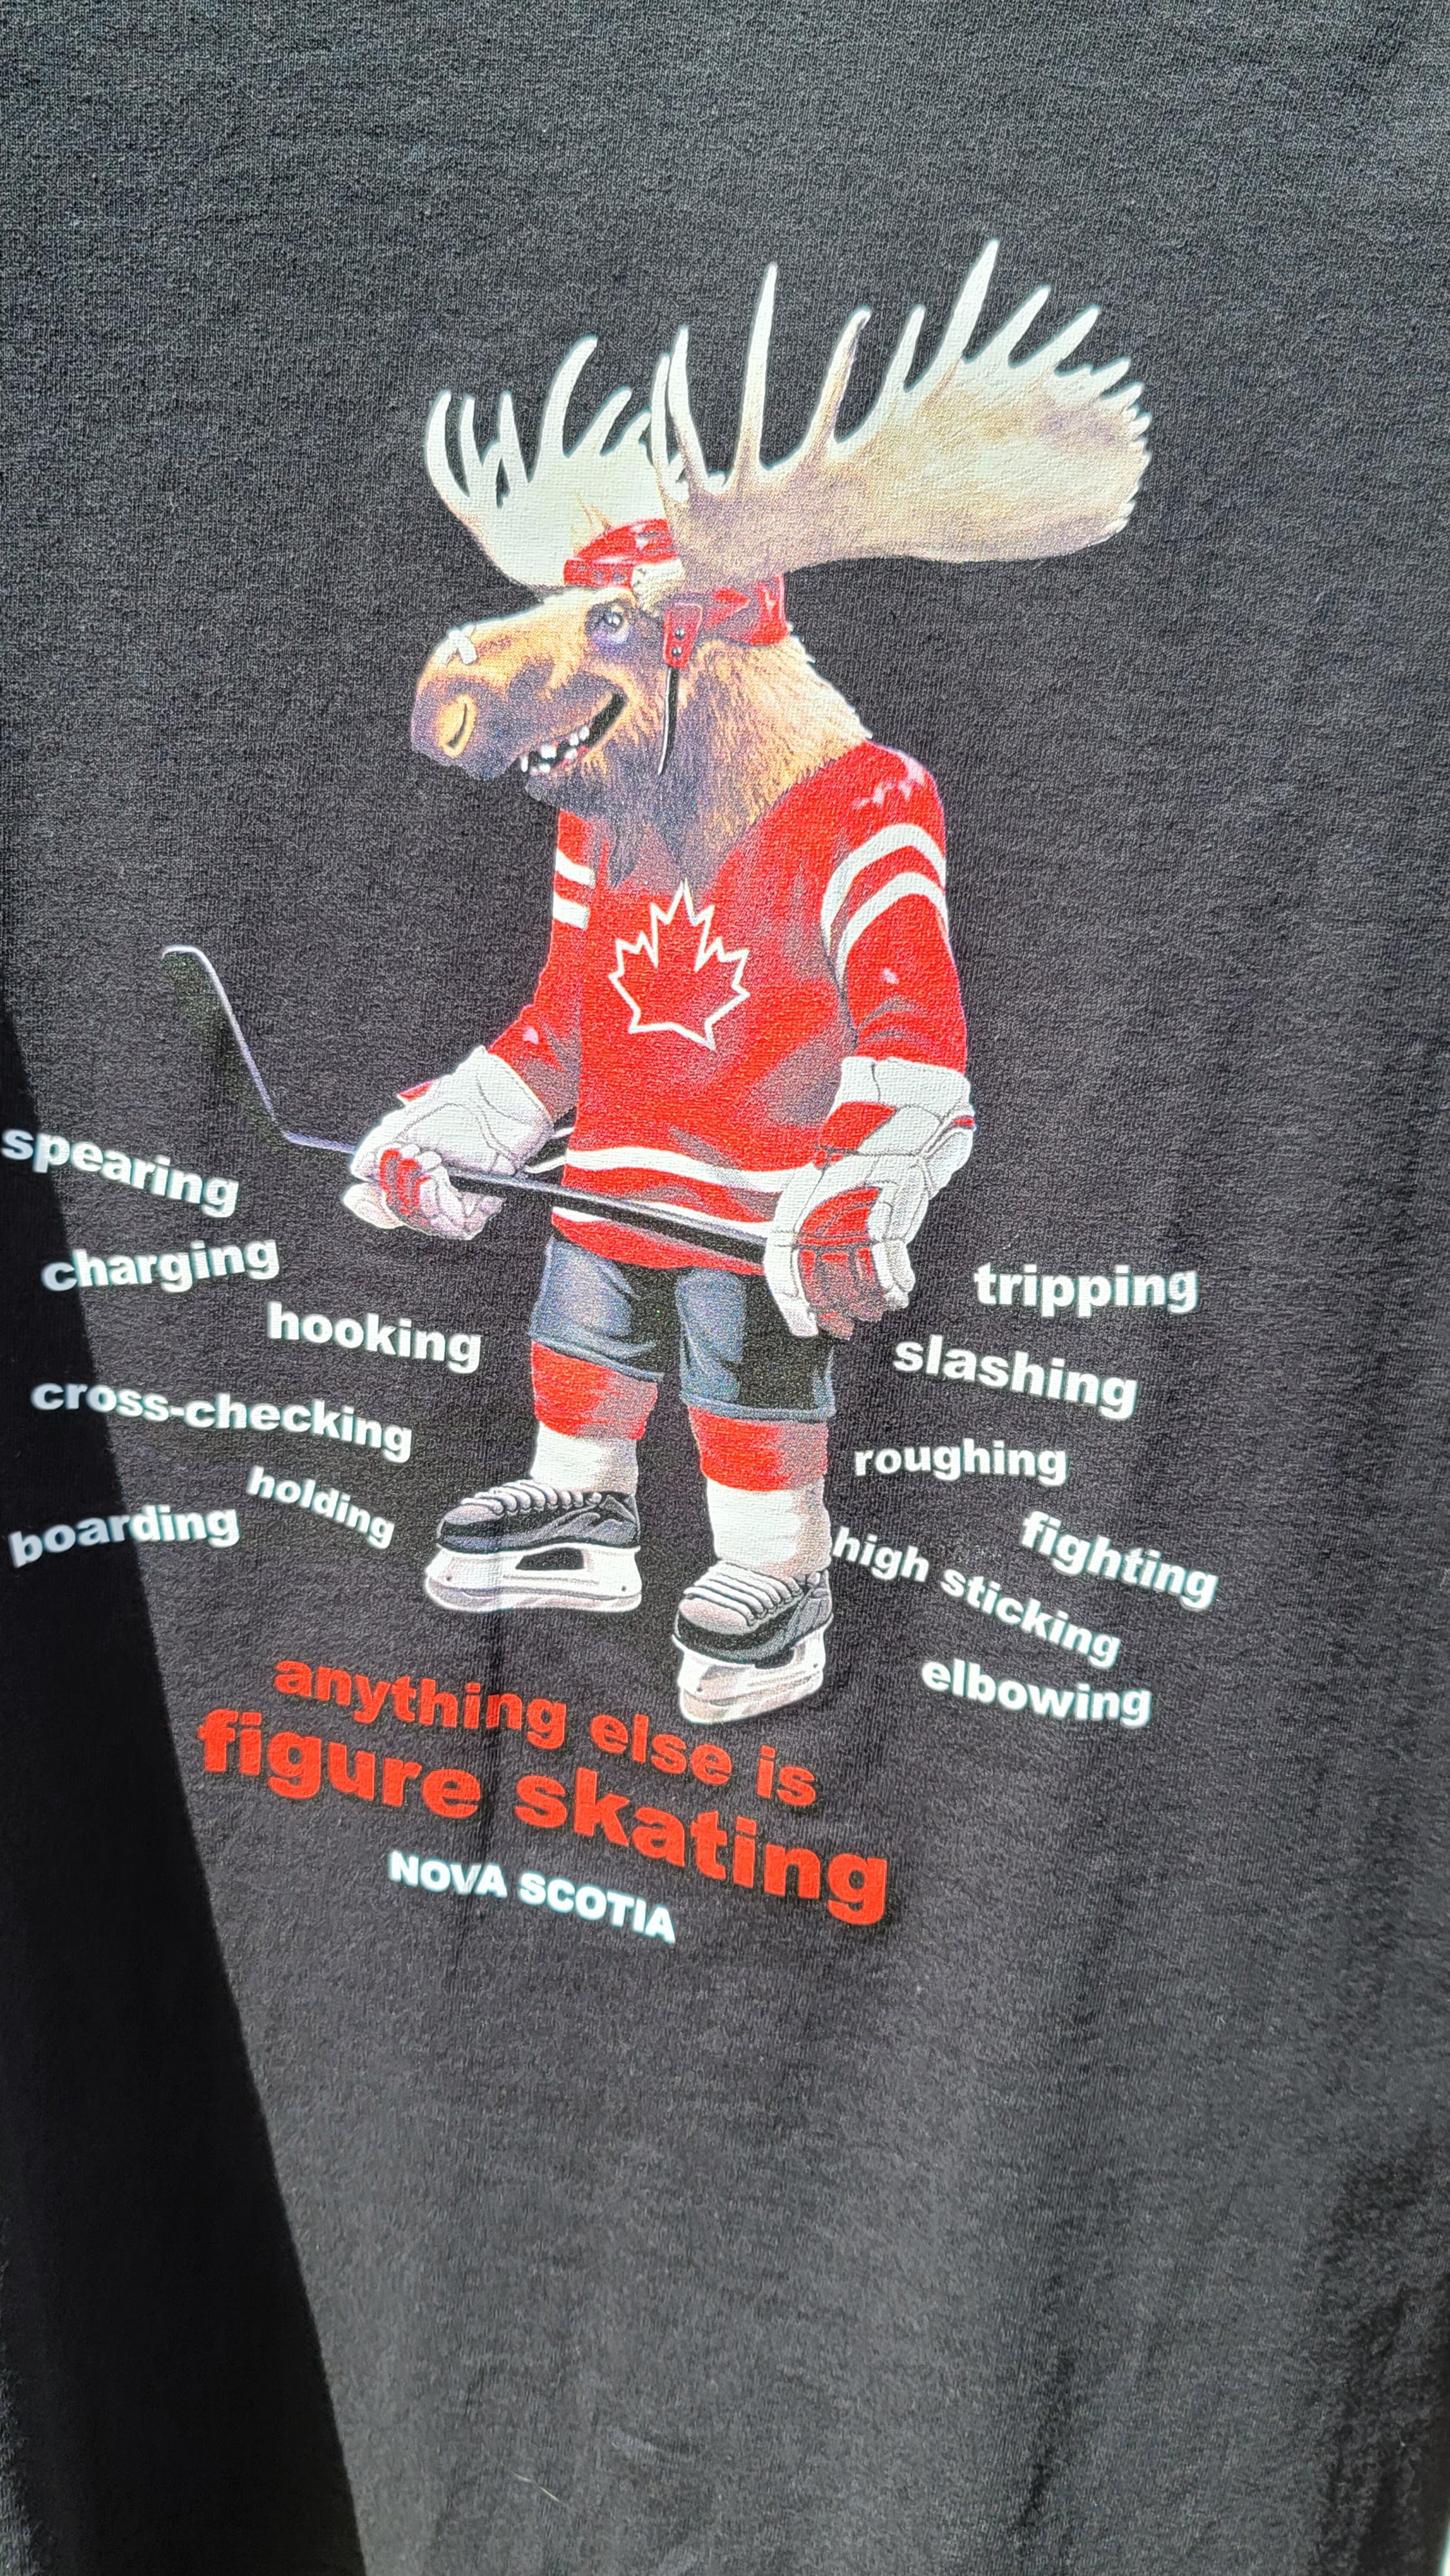 spearing
charging
hooking
cross-checking
holding
boarding
tripping
slashing
roughing
fighting
high sticking
elbowing
anything else is
figure skating
NOVA SCOTIA